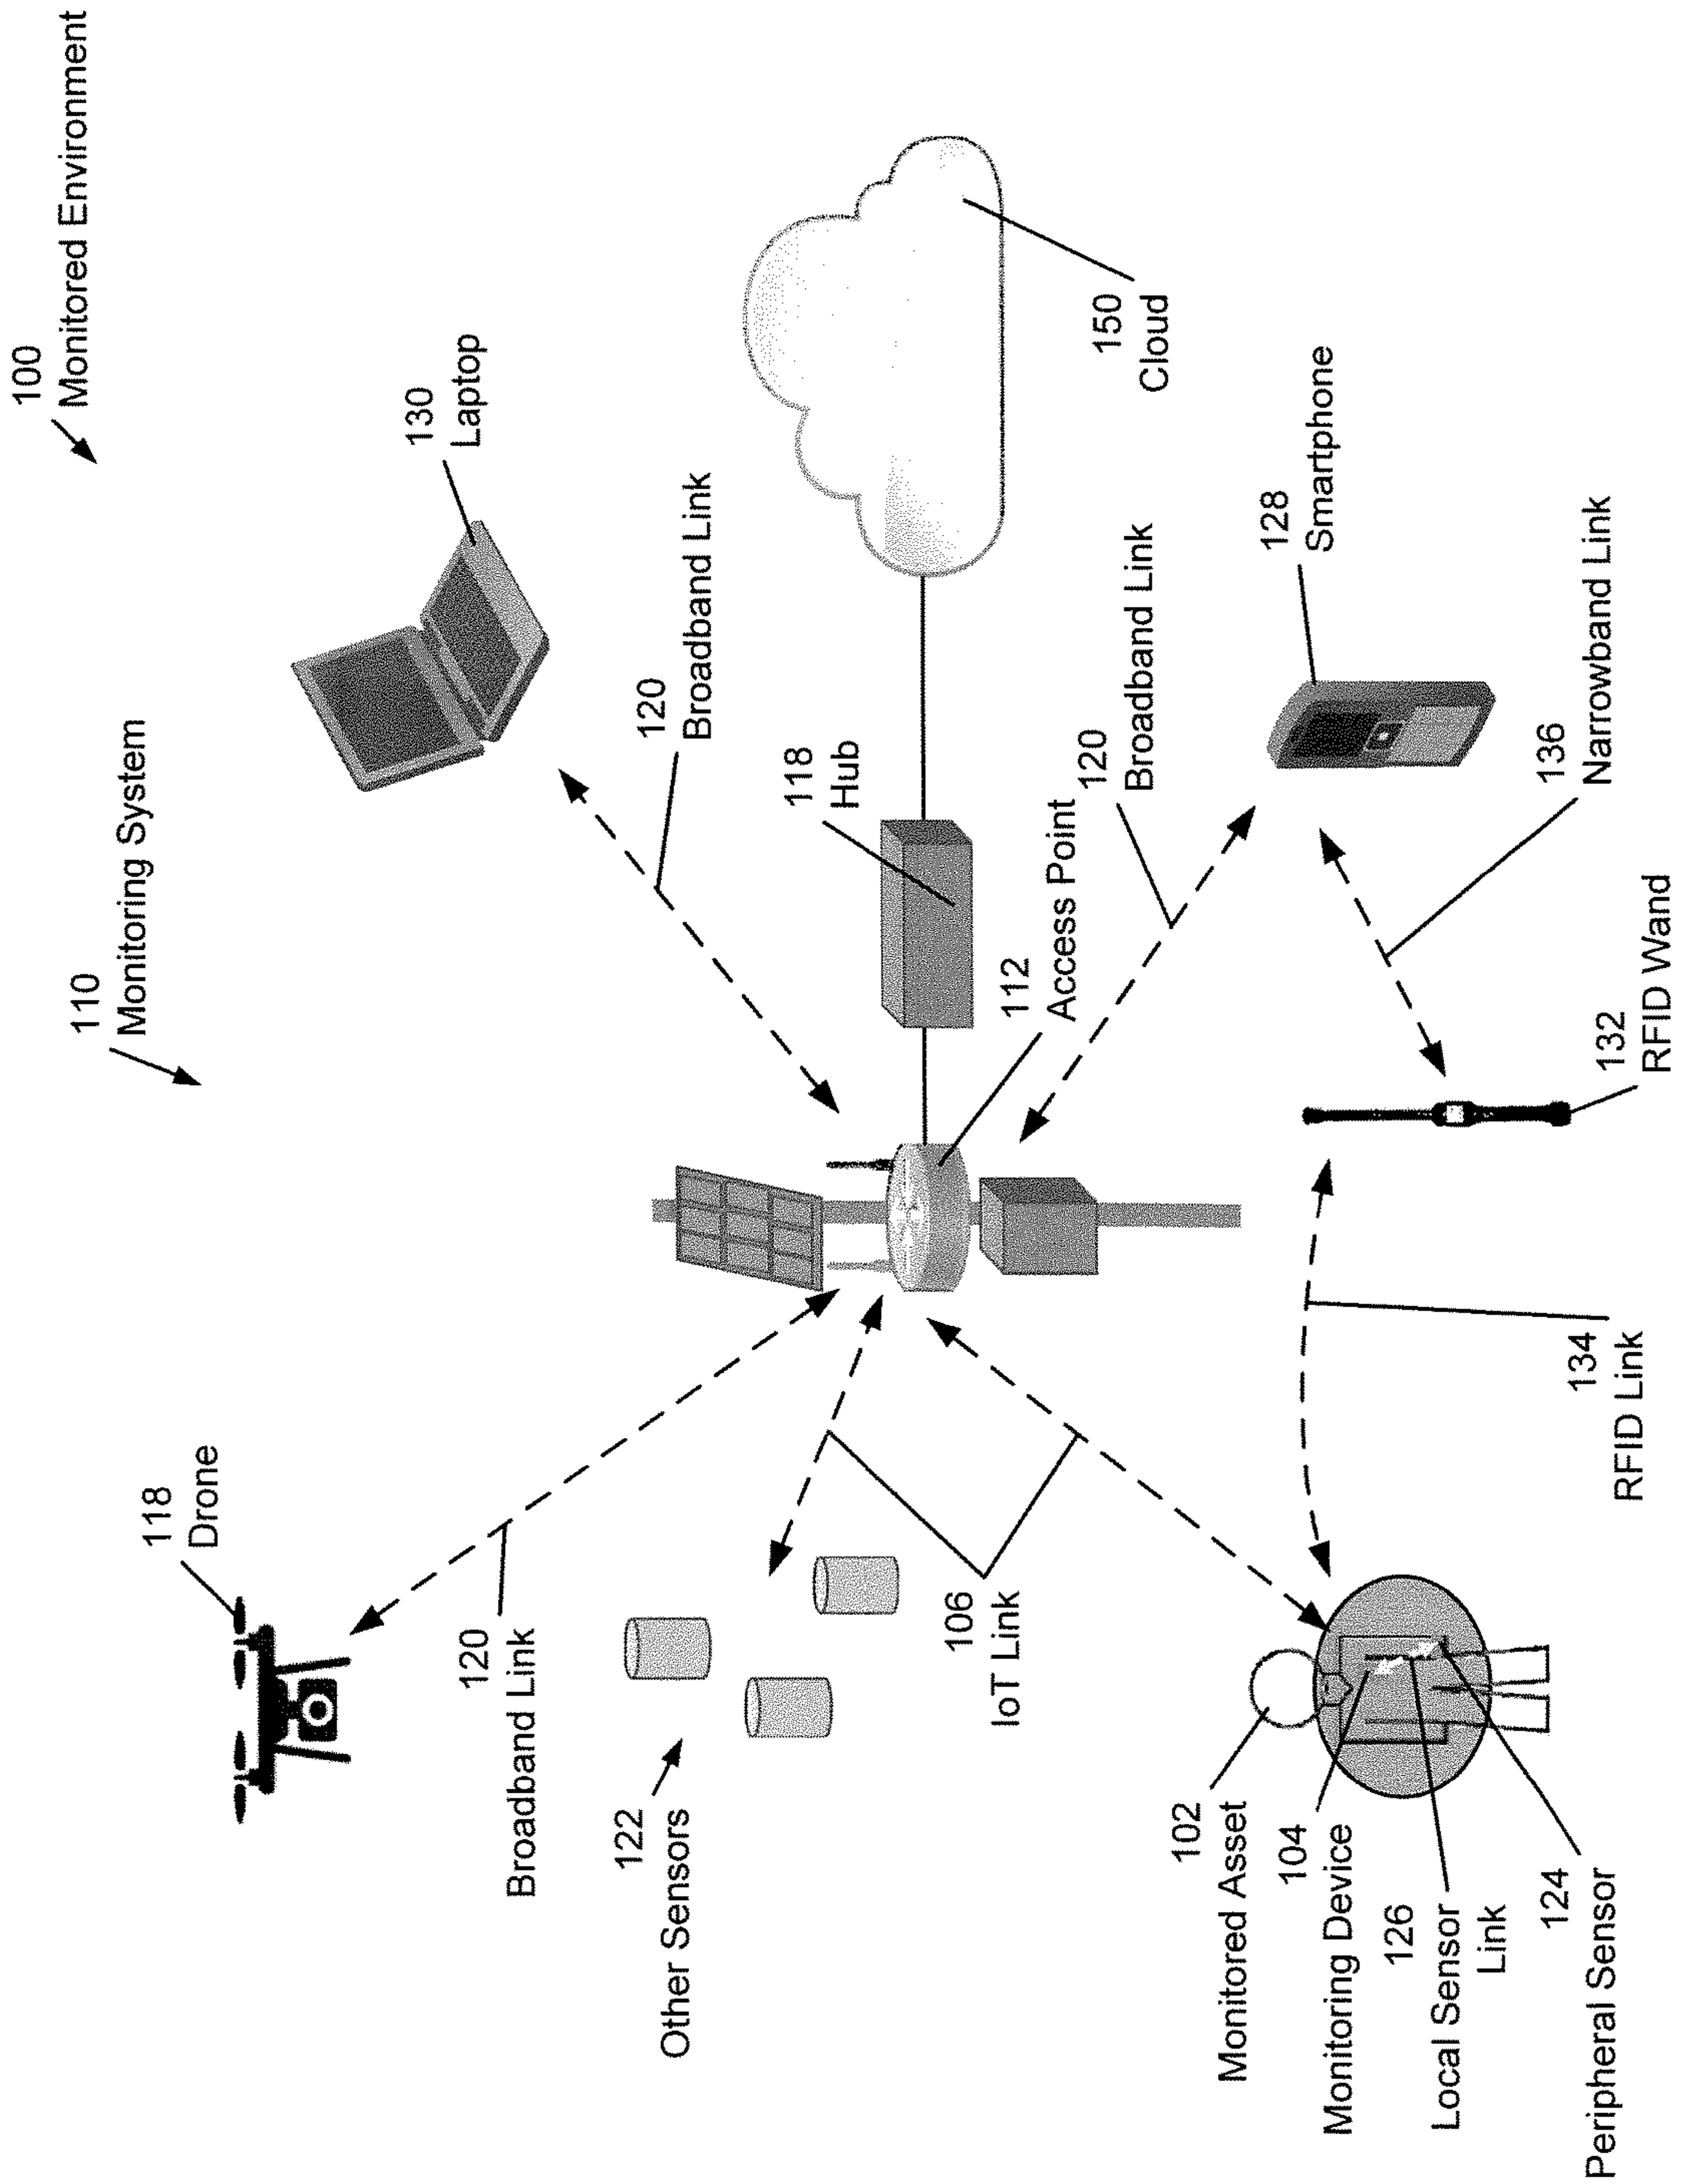 100
Monitored Environment
110
Monitoring System
118
Drone
130
Laptop
120
Broadband Link
120
Broadband Link
122
Other Sensors
118
Hub
150
Cloud
112
Access Point
120
Broadband Link
106
IoT Link
128
Smartphone
102
Monitored Asset
104
Monitoring Device
126
Local Sensor
Link
124
Peripheral Sensor
134
RFID Link
132
RFID Wand
136
Narrowband Link